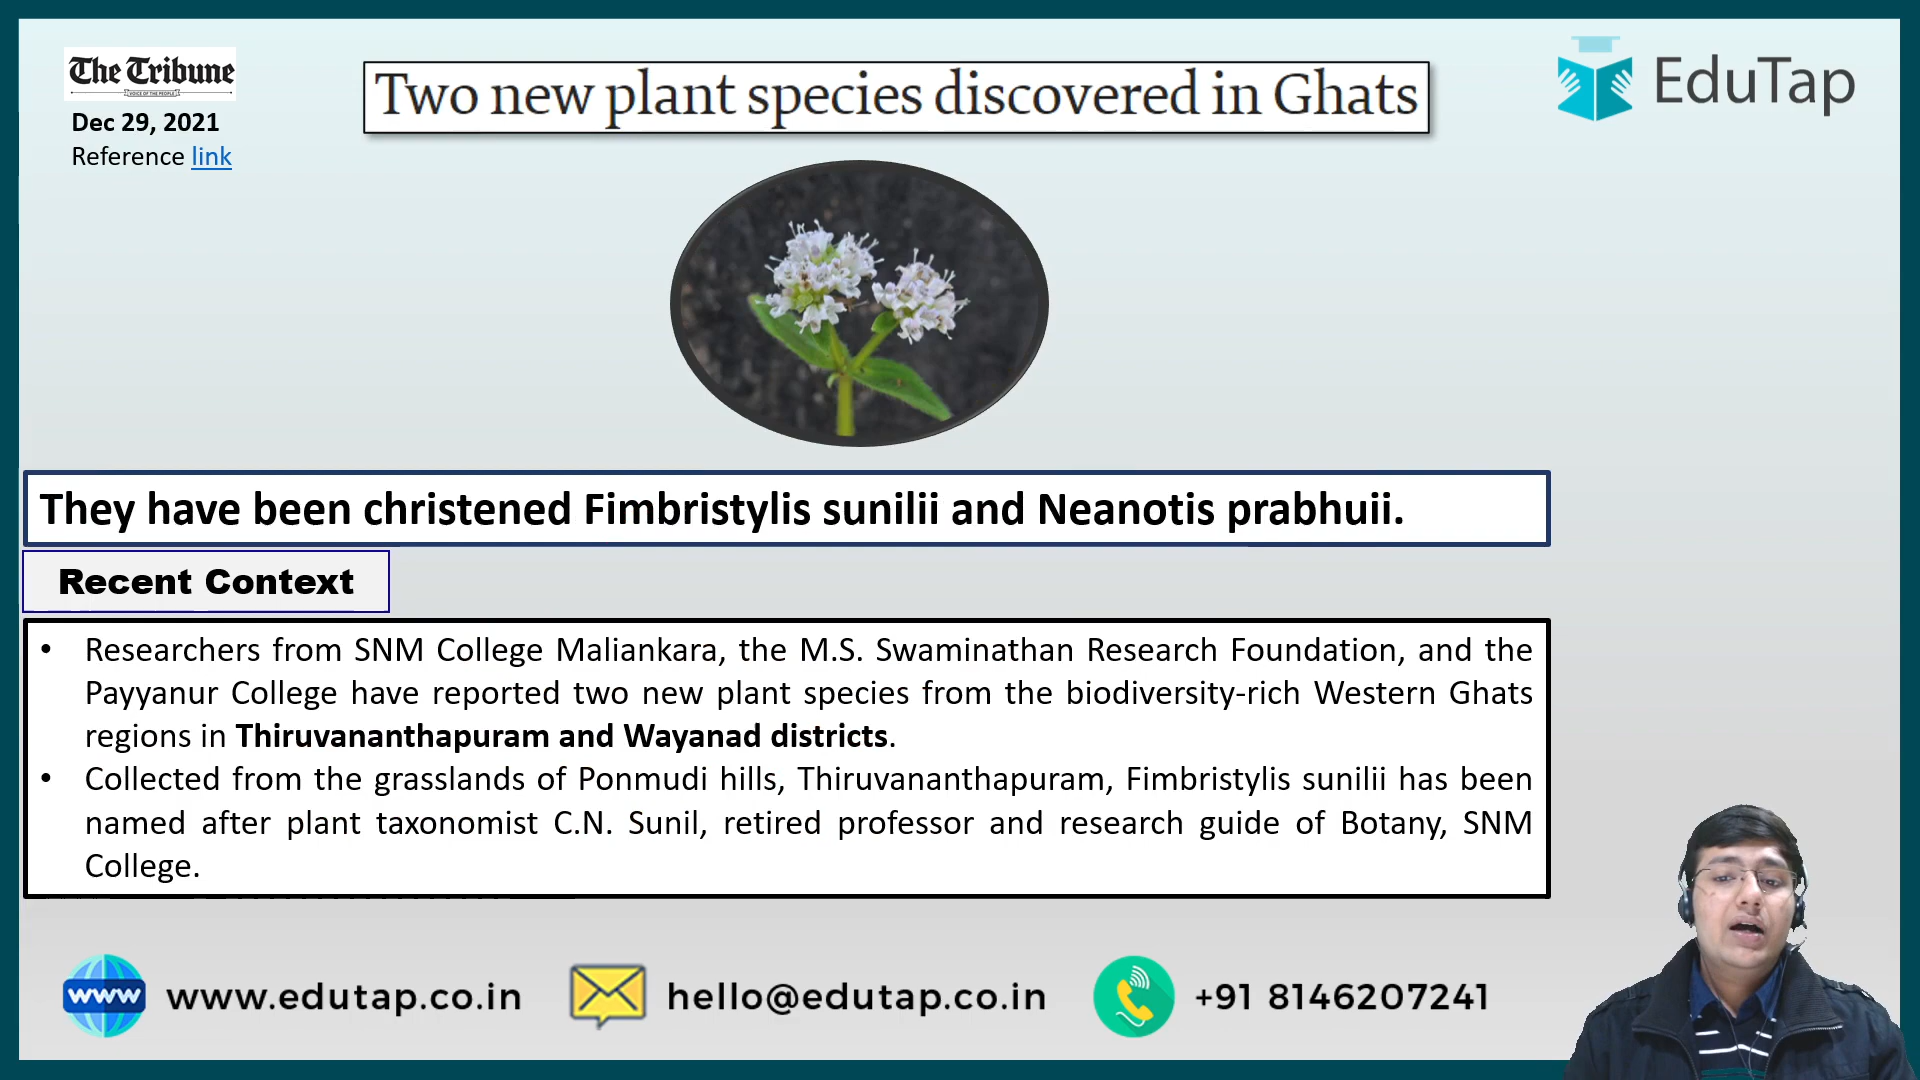 The Tribune
VOICE OF THE PEOPLE
Dec 29, 2021
Reference link
Two new plant species discovered in Ghats
EduTap
They have been christened Fimbristylis sunilii and Neanotis prabhuii.
Recent Context
• Researchers from SNM College Maliankara, the M.S. Swaminathan Research Foundation, and the
Payyanur College have reported two new plant species from the biodiversity-rich Western Ghats
regions in Thiruvananthapuram and Wayanad districts.
• Collected from the grasslands of Ponmudi hills, Thiruvananthapuram, Fimbristylis sunilii has been
named after plant taxonomist C.N. Sunil, retired professor and research guide of Botany, SNM
College.
www www.edutap.co.in hello@edutap.co.in +91 8146207241